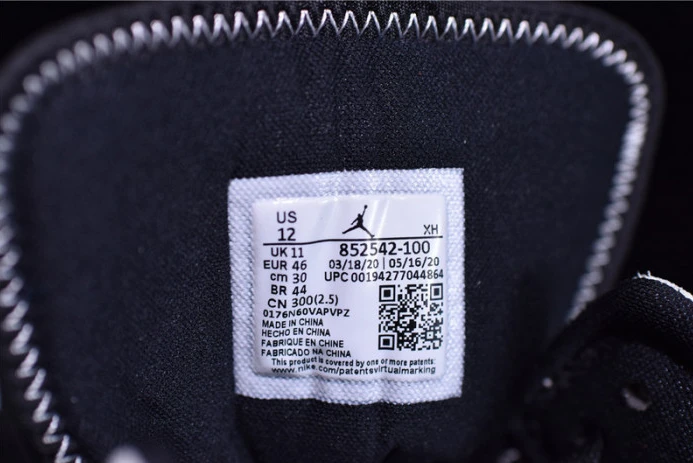 US
12
XH
UK 11
852542-100
EUR 46
03/18/20 | 05/16/20
cm 30
UPC 00194277044864
BR 44
CN 300(2.5)
0176N60VAPVPZ
MADE IN CHINA
HECHO EN CHINA
FABRIQUE EN CHINE
FABRICADO NA CHINA
This product is covered by one or more patents:
www.nike.com/patentsvirtualmarking